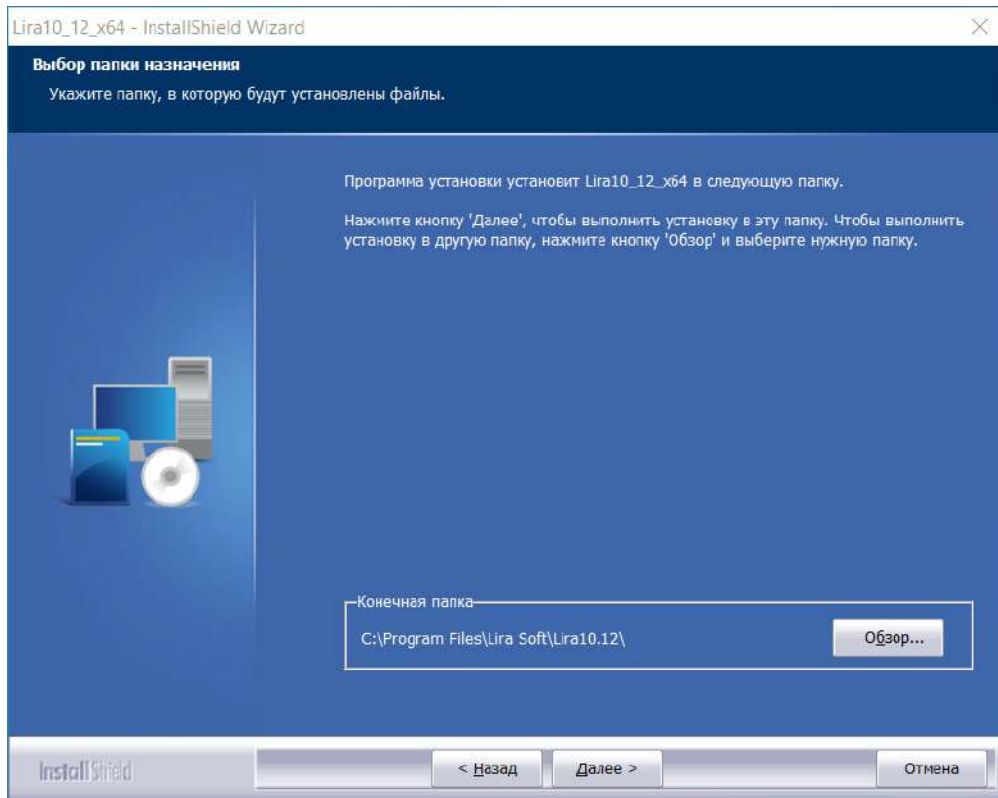 Lira10_12_x64 - InstallShield Wizard
Выбор папки назначения
Укажите папку, в которую будут установлены файлы.
Программа установки установит Lira10_12_x64 в следующую папку.
Нажмите кнопку 'Далее', чтобы выполнить установку в эту папку. Чтобы выполнить
установку в другую папку, нажмите кнопку 'Обзор' и выберите нужную папку.
Конечная папка
C:\Program Files\Lira Soft\Lira10.12\
Обзор...
InstallShield
< Назад
Далее >
Отмена